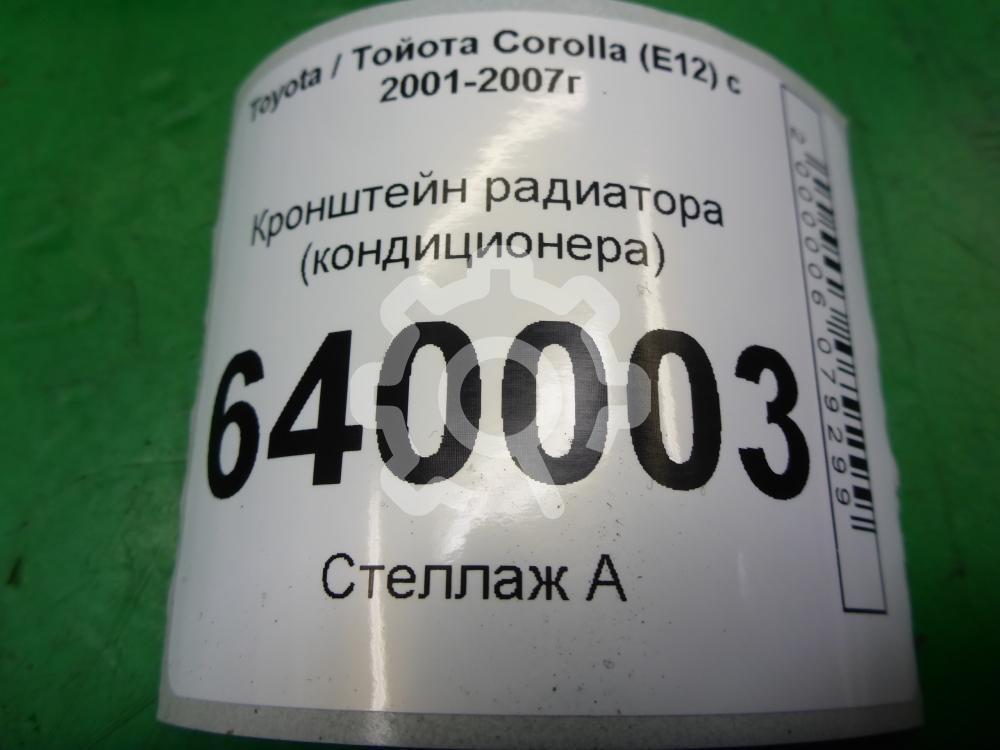 Toyota / Тойота Corolla (E12) с
2001-2007г
Кронштейн радиатора
(кондиционера)
640003
Стеллаж А
2000006079299